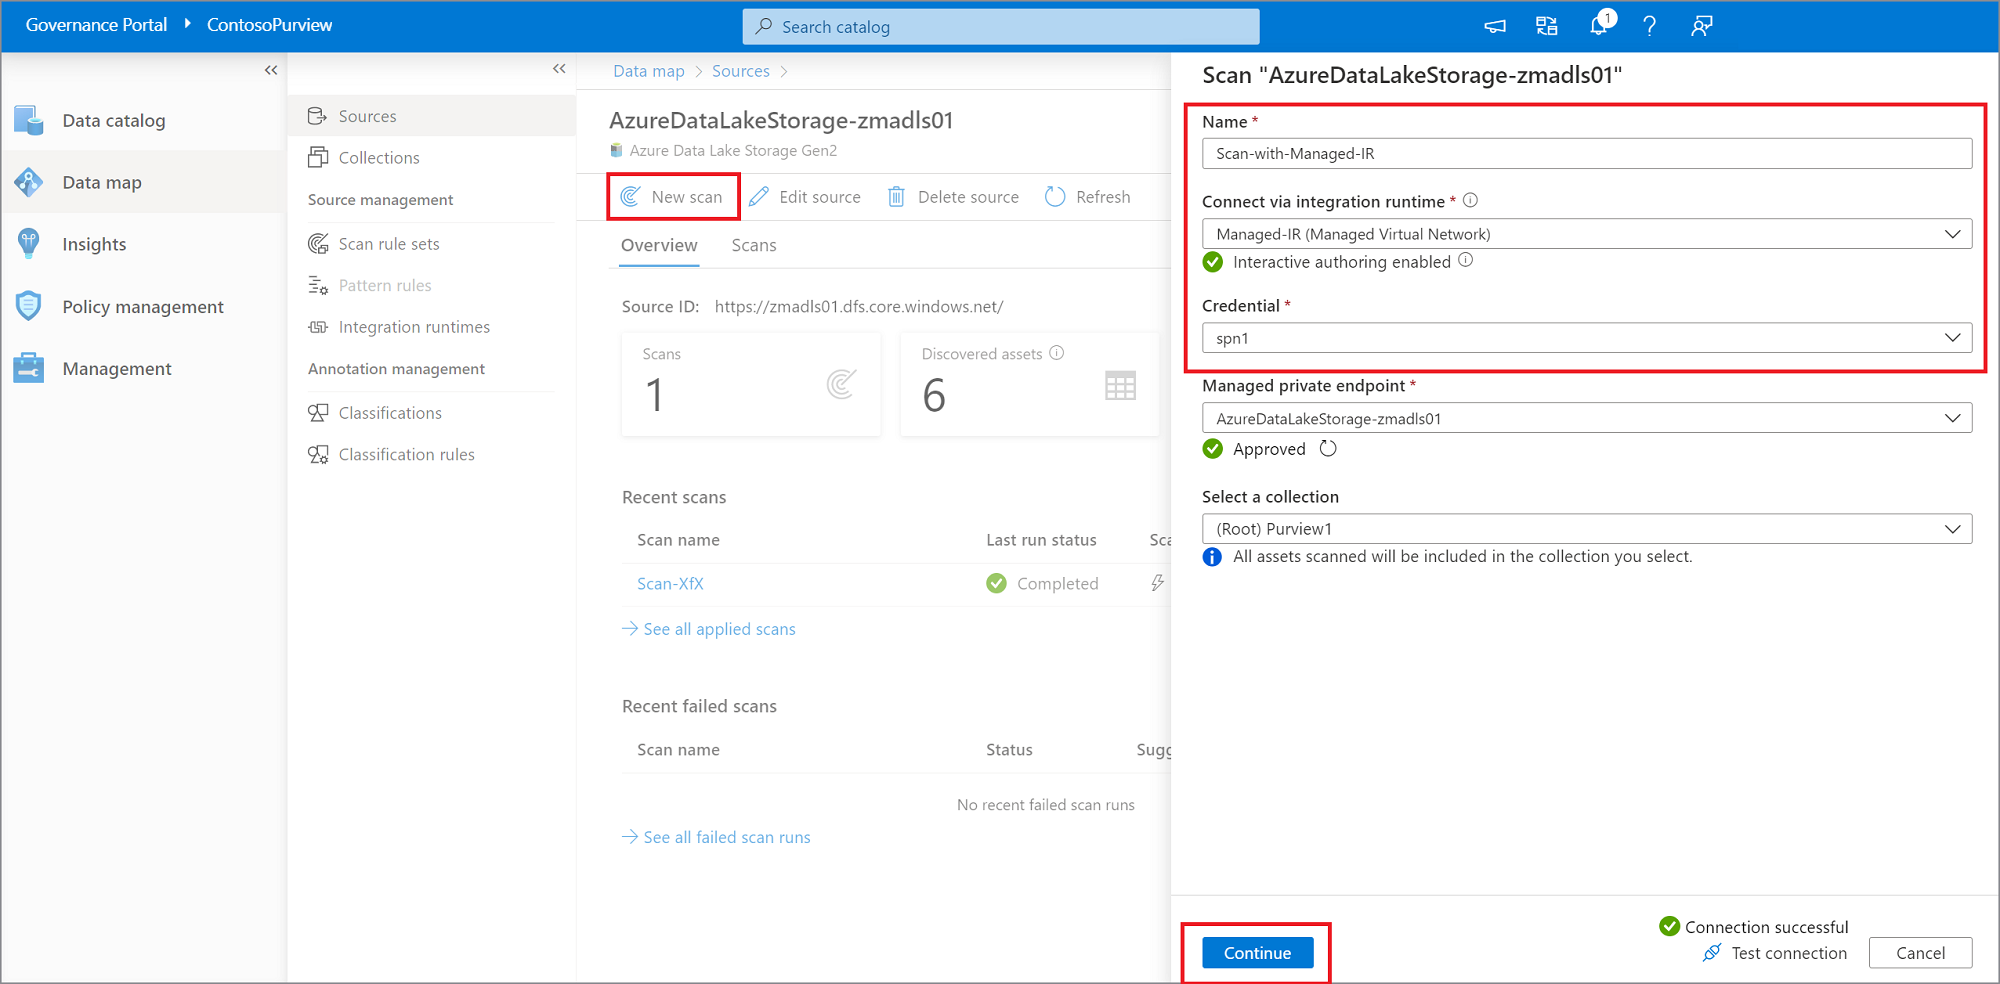 Governance Portal ContosoPurview
Search catalog
1
Data catalog
Data map
Insights
Policy management
Management
Sources
Collections
Source management
Scan rule sets
Pattern rules
Integration runtimes
Annotation management
Classifications
Classification rules
Data map > Sources >
AzureDataLakeStorage-zmadls01
Azure Data Lake Storage Gen2
New scan Edit source Delete source Refresh
Overview Scans
Source ID: https://zmadls01.dfs.core.windows.net/
Scans
1
Discovered assets
6
Recent scans
Scan name Last run status Sca
Scan-XfX Completed
See all applied scans
Recent failed scans
Scan name Status Sugg
No recent failed scan runs
See all failed scan runs
Scan "AzureDataLakeStorage-zmadls01"
Name *
Scan-with-Managed-IR
Connect via integration runtime *
Managed-IR (Managed Virtual Network)
Interactive authoring enabled
Credential *
spn1
Managed private endpoint *
AzureDataLakeStorage-zmadls01
Approved
Select a collection
(Root) Purview1
All assets scanned will be included in the collection you select.
Connection successful
Continue Test connection Cancel